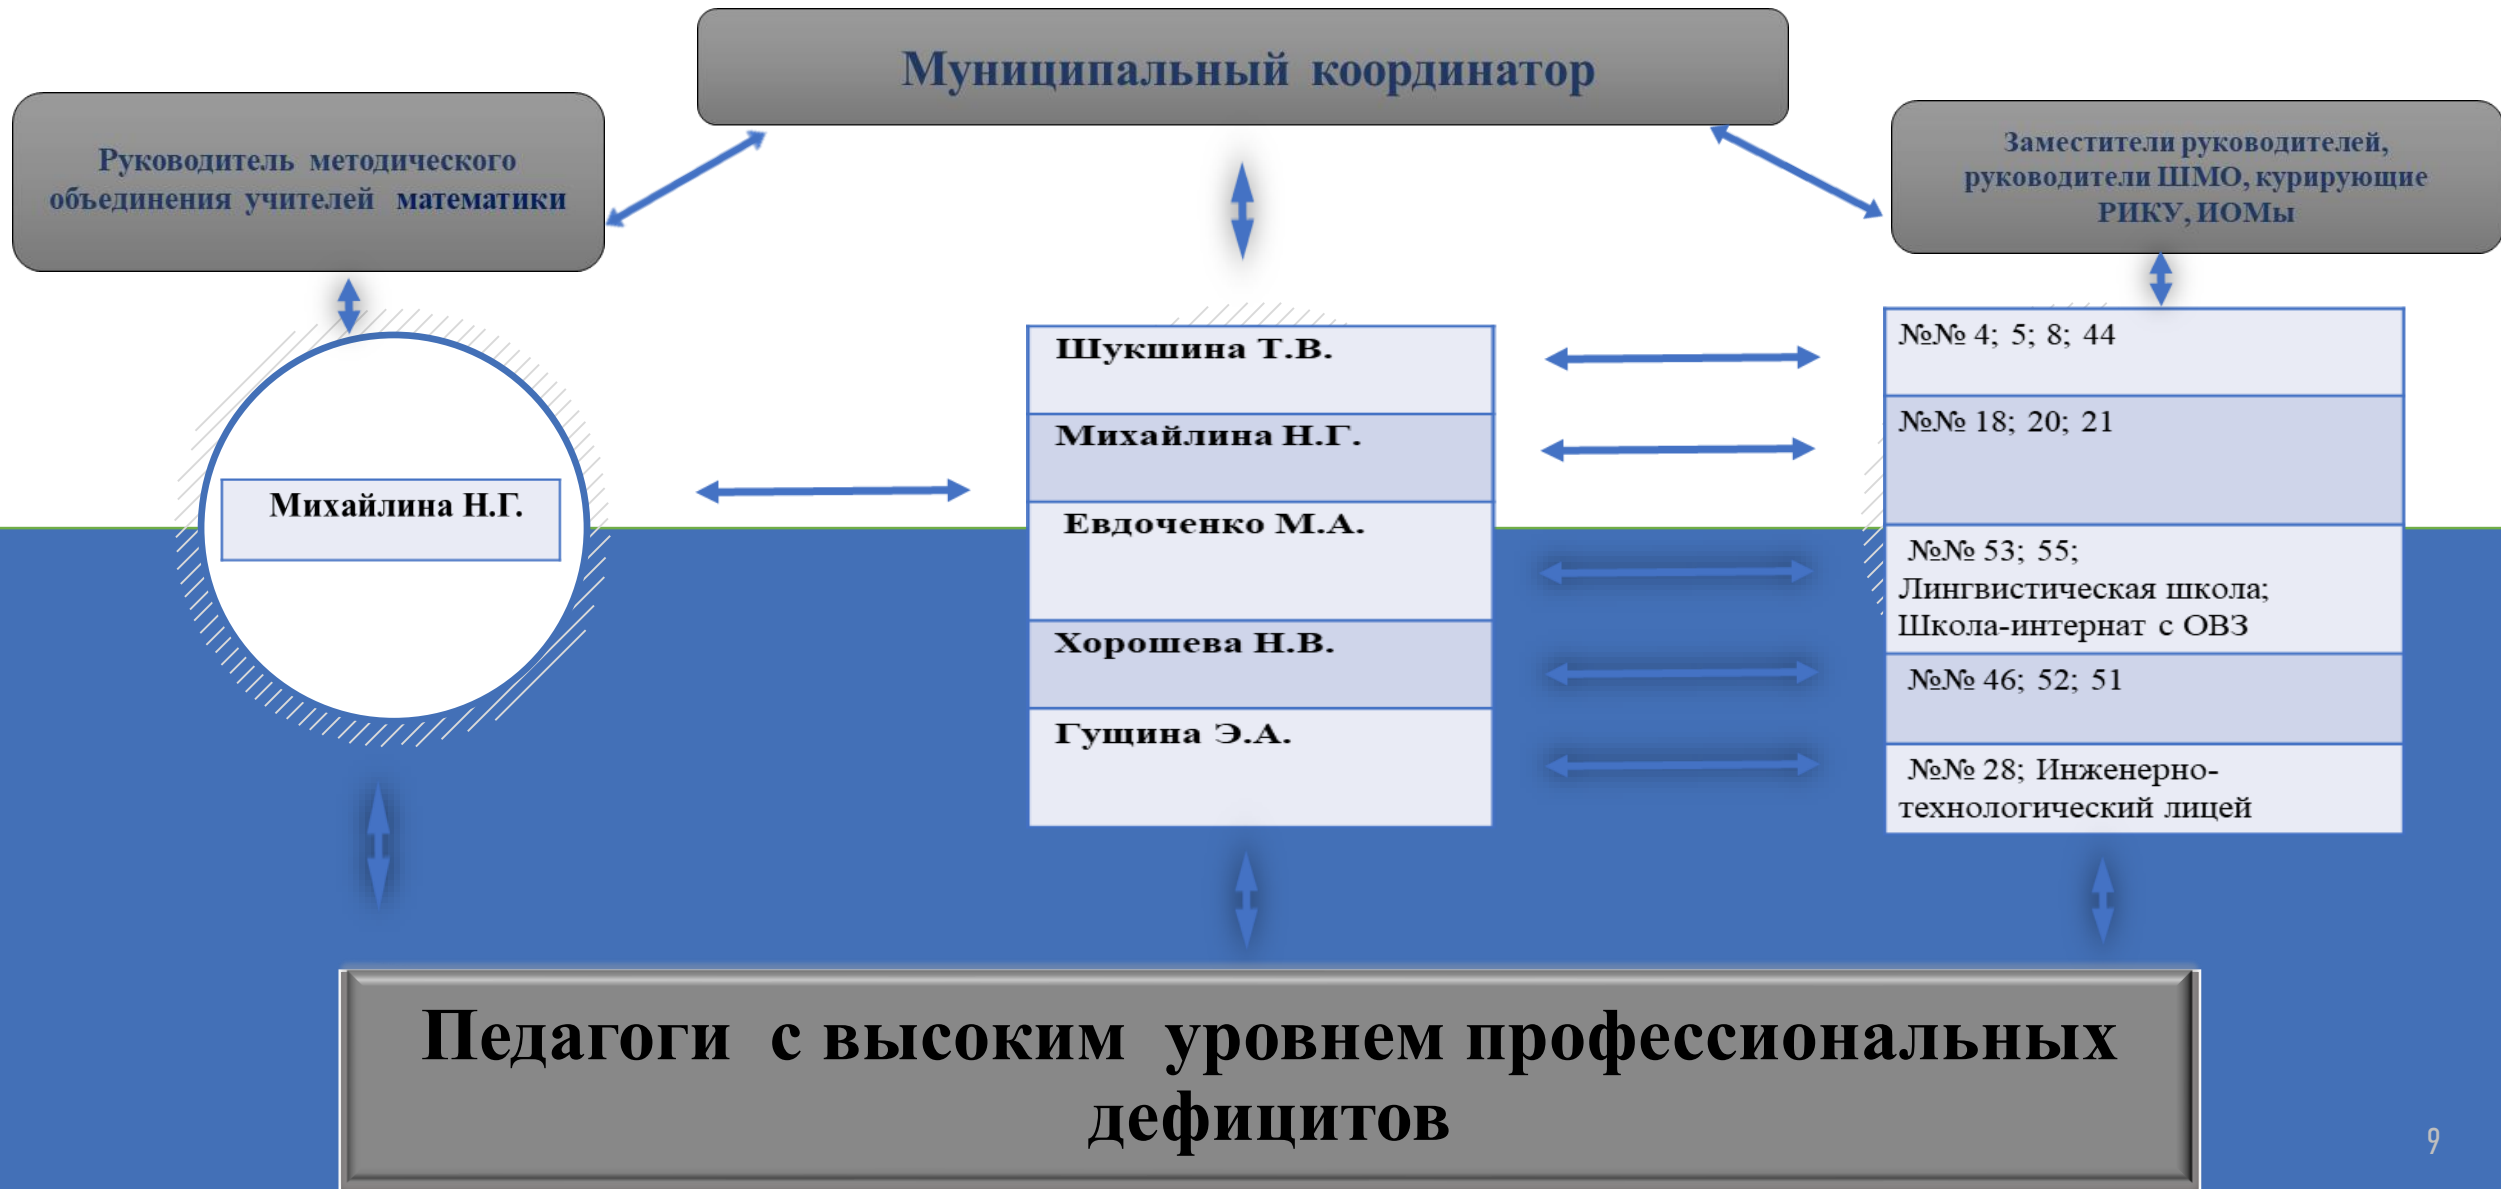 Муниципальный координатор
Руководитель методического
объединения учителей математики
Заместители руководителей,
руководители ШМО, курирующие
РИКУ, ИОМы
Михайлина Н.Г.
Шукшина Т.В.
Михайлина Н.Г.
Евдоченко М.А.
Хорошева Н.В.
Гущина Э.А.
№№ 4; 5; 8; 44
№№ 18; 20; 21
№№ 53; 55;
Лингвистическая школа;
Школа-интернат с ОВЗ
№№ 46; 52; 51
№№ 28; Инженерно-
технологический лицей
Педагоги с высоким уровнем профессиональных
дефицитов
9